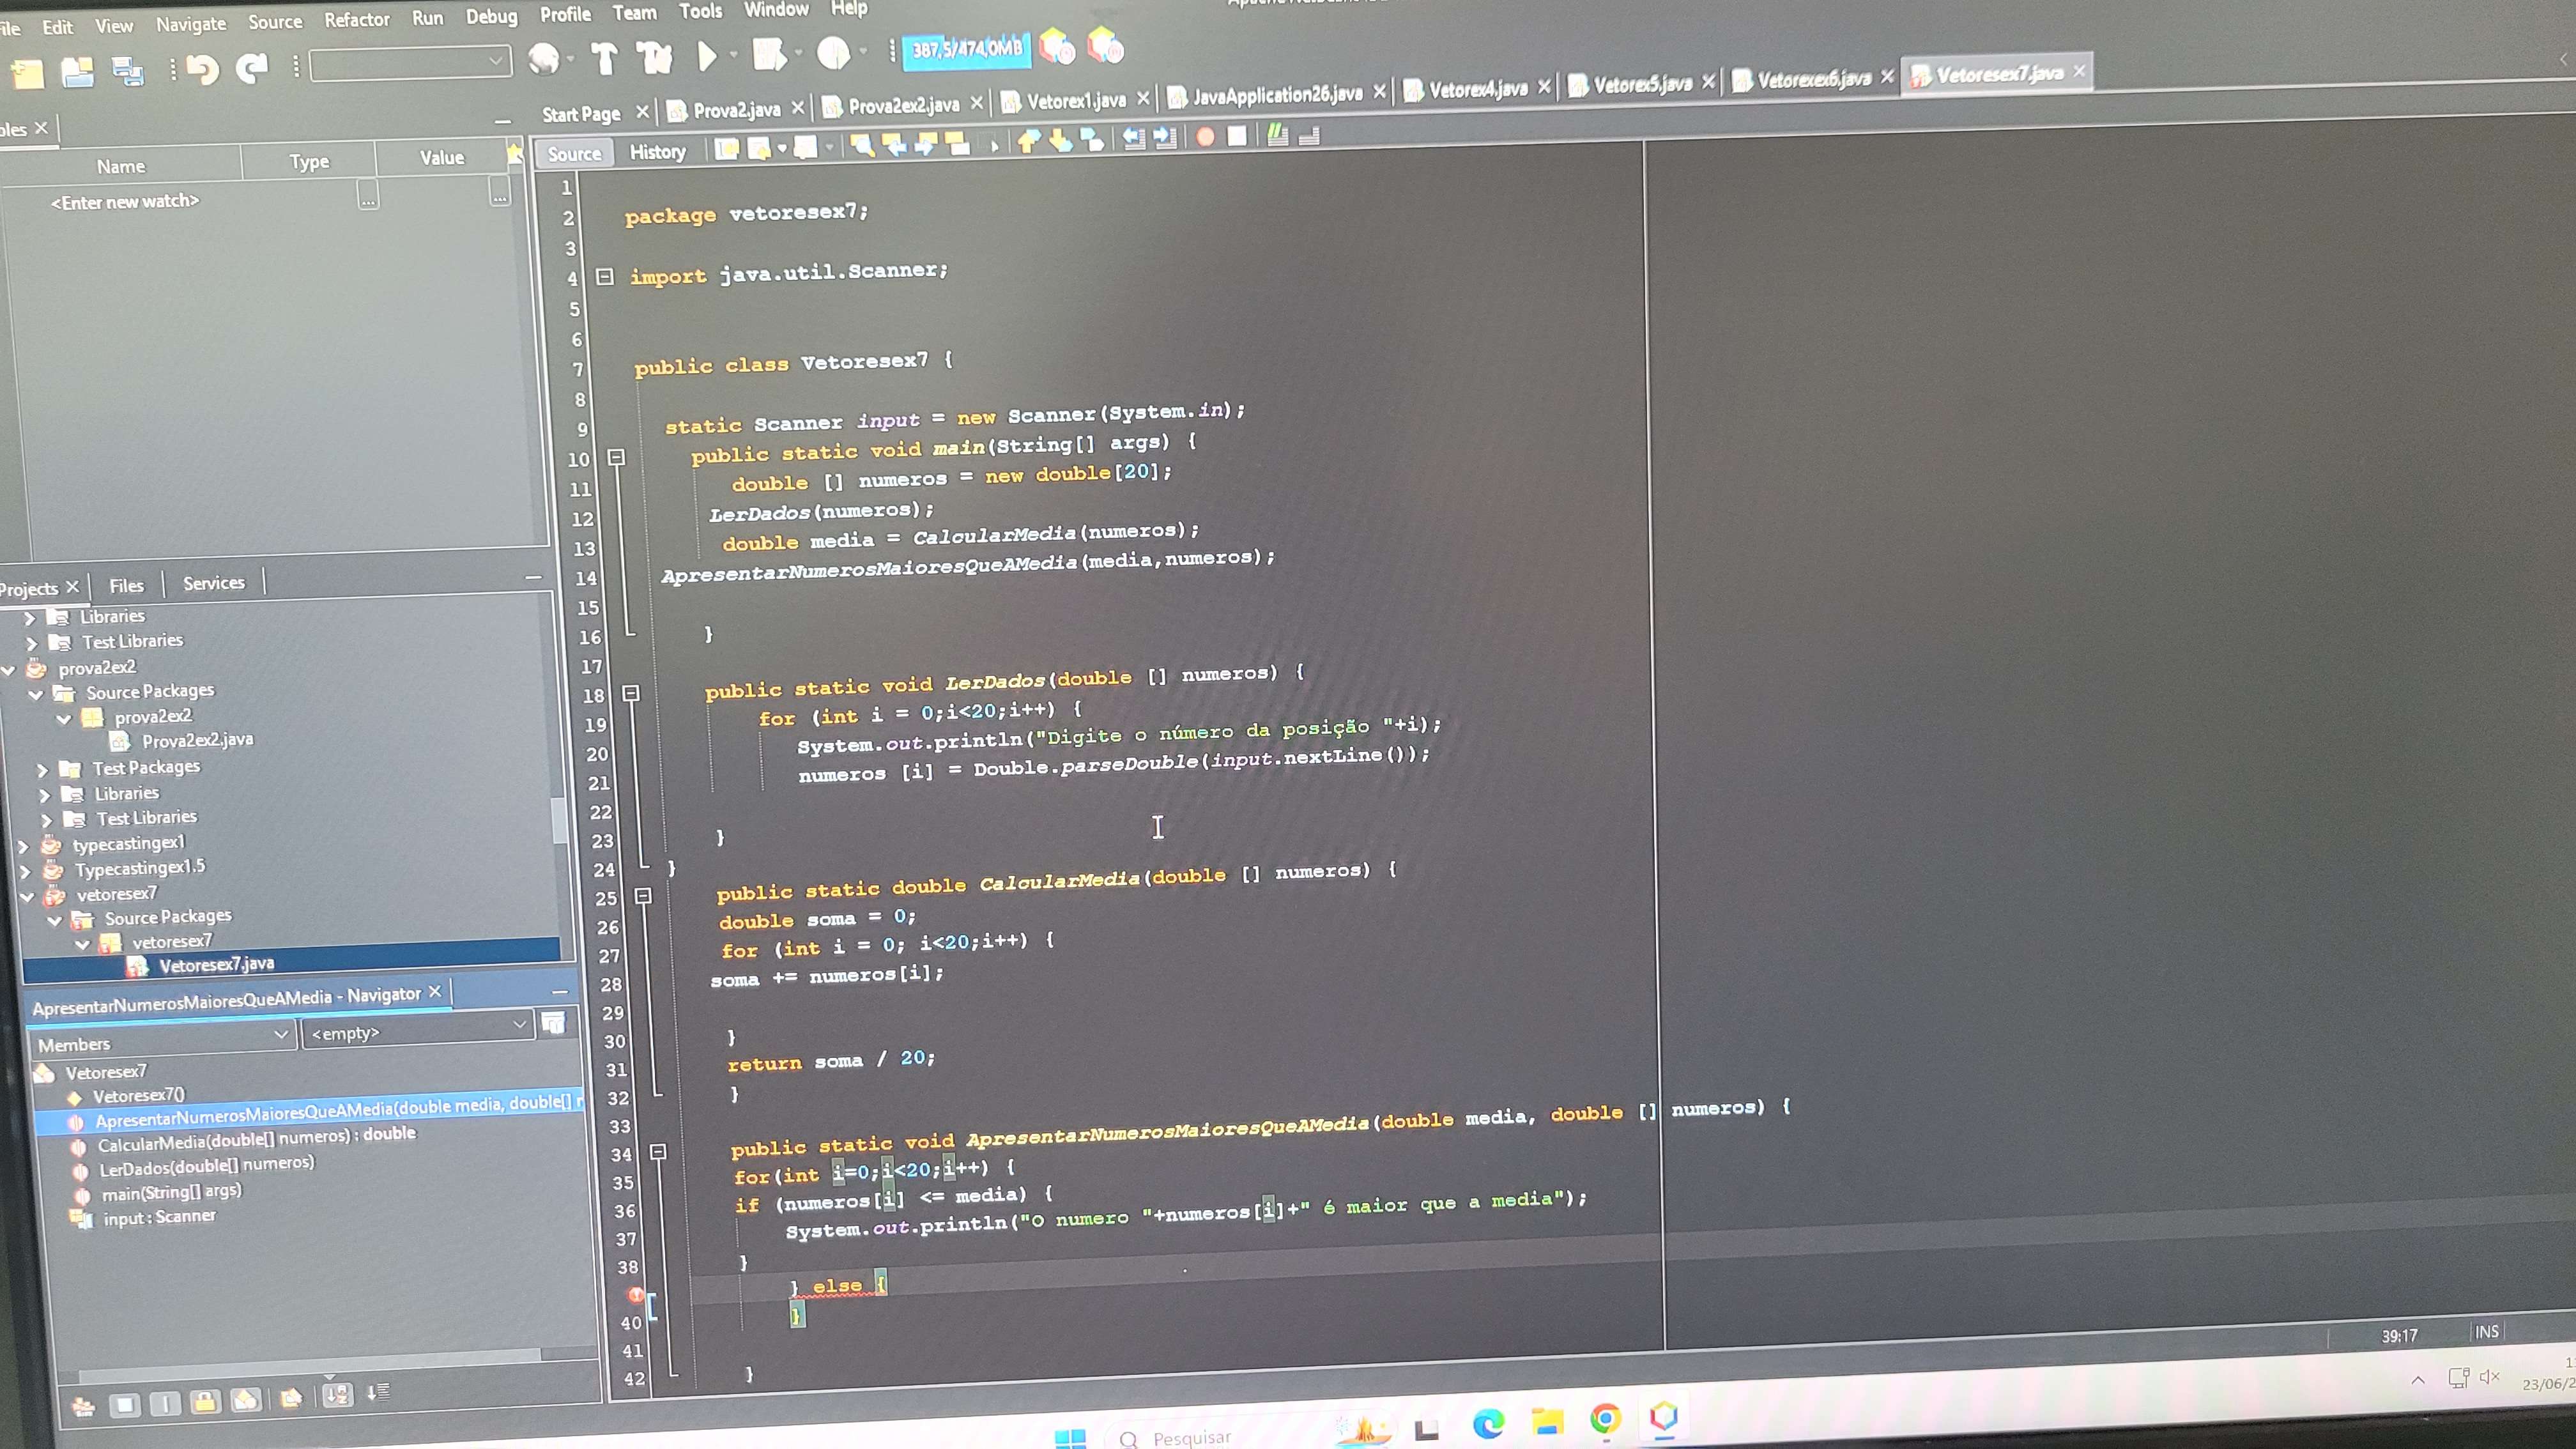 File Edit View Navigate Source Refactor Run Debug Profile Team Tools Window Help
387,5/474,0MB
Start Page Prova2.java Prova2ex2.java Vetorex1.java JavaApplication26.java Vetorex4.java Vetorex5.java Vetorexex6.java Vetoresex7.java
Name Type Value
<Enter new watch>
Source History
1
2 package vetoresex7;
3
4 import java.util.Scanner;
5
6
7 public class Vetoresex7 {
8
9 static Scanner input = new Scanner(System.in);
10 public static void main(String[] args) {
11 double [] numeros = new double[20];
12 LerDados(numeros);
13 double media = CalcularMedia(numeros);
14 ApresentarNumerosMaioresQueAMedia(media,numeros);
15
16 }
17
18 public static void LerDados(double [] numeros) {
19 for (int i = 0;i<20;i++) {
20 System.out.println("Digite o número da posição "+i);
21 numeros [i] = Double.parseDouble(input.nextLine());
22
23 }
24 }
25 public static double CalcularMedia(double [] numeros) {
26 double soma = 0;
27 for (int i = 0; i<20;i++) {
28 soma += numeros[i];
29
30 }
31 return soma / 20;
32 }
33
34 public static void ApresentarNumerosMaioresQueAMedia(double media, double [] numeros) {
35 for(int i=0;i<20;i++) {
36 if (numeros[i] <= media) {
37 System.out.println("O numero "+numeros[i]+" é maior que a media");
38 }
} else {
40 }
41
42 }
Projects Files Services
Libraries
Test Libraries
prova2ex2
Source Packages
prova2ex2
Prova2ex2.java
Test Packages
Libraries
Test Libraries
typecastingex1
Typecastingex1.5
vetoresex7
Source Packages
vetoresex7
Vetoresex7.java
ApresentarNumerosMaioresQueAMedia - Navigator
Members <empty>
Vetoresex7
Vetoresex7()
ApresentarNumerosMaioresQueAMedia(double media, double[] n
CalcularMedia(double[] numeros) : double
LerDados(double[] numeros)
main(String[] args)
input : Scanner
39:17 INS
Pesquisar
23/06/2